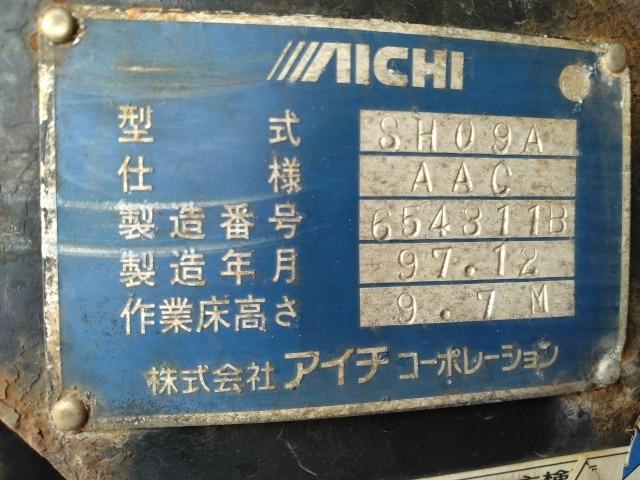 AICHI
型式 SH09A
仕様 AAC
製造番号 654811B
製造年月 97.12
作業床高さ 9.7M
株式会社 アイチ コーポレーション